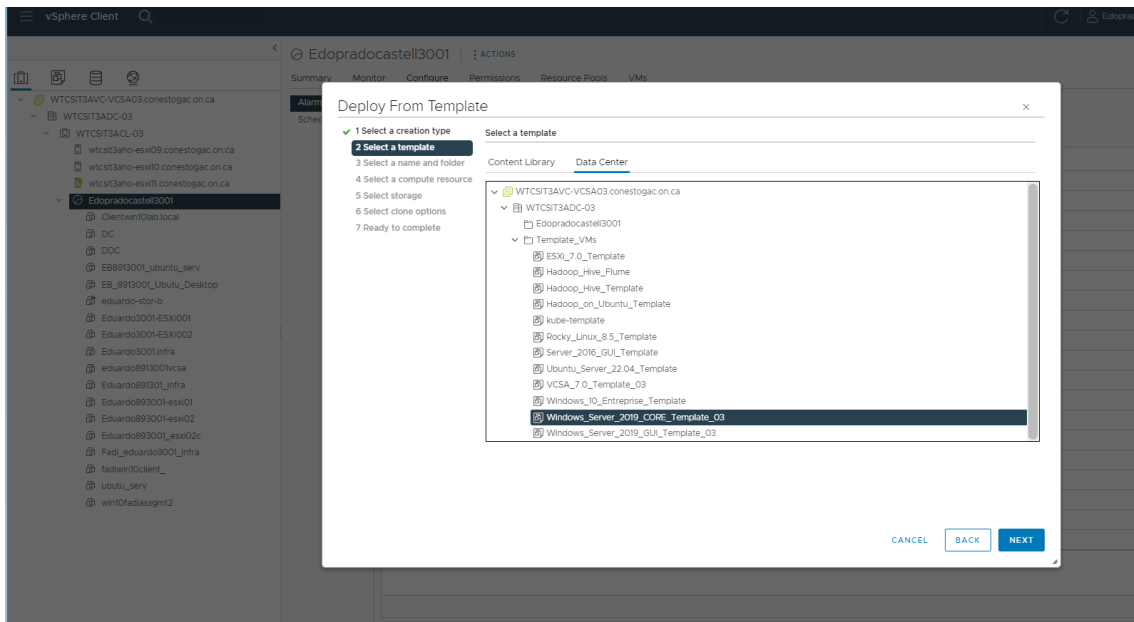 vSphere Client
Edoprad
Edopradocastell3001
ACTIONS
Summary Monitor Configure Permissions Resource Pools VMs
WTCSIT3AVC-VCSA03.conestogac.on.ca
WTCSIT3ADC-03
WTCSIT3ACL-03
wtcsit3aho-esxi09.conestogac.on.ca
wtcsit3aho-esxi10.conestogac.on.ca
wtcsit3aho-esxi11.conestogac.on.ca
Edopradocastell3001
Clientwin10lab.local
DC
DDC
EB8913001_ubuntu_serv
EB_8913001_Ubutu_Desktop
eduardo-stor-b
Eduardo3001-ESXI001
Eduardo3001-ESXI002
Eduardo3001.infra
eduardo8913001vcsa
Eduardo891301_infra
Eduardo893001-esxi01
Eduardo893001-esxi02
Eduardo893001_esxi02c
Fadi_eduardo3001_infra
fadiwin10client_
ubutu_serv
win10fadiassgmt2
Alarm
Sched
Deploy From Template
1 Select a creation type
2 Select a template
3 Select a name and folder
4 Select a compute resource
5 Select storage
6 Select clone options
7 Ready to complete
Select a template
Content Library Data Center
WTCSIT3AVC-VCSA03.conestogac.on.ca
WTCSIT3ADC-03
Edopradocastell3001
Template_VMs
ESXi_7.0_Template
Hadoop_Hive_Flume
Hadoop_Hive_Template
Hadoop_on_Ubuntu_Template
kube-template
Rocky_Linux_8.5_Template
Server_2016_GUI_Template
Ubuntu_Server_22.04_Template
VCSA_7.0_Template_03
Windows_10_Entreprise_Template
Windows_Server_2019_CORE_Template_03
Windows_Server_2019_GUI_Template_03
CANCEL BACK NEXT